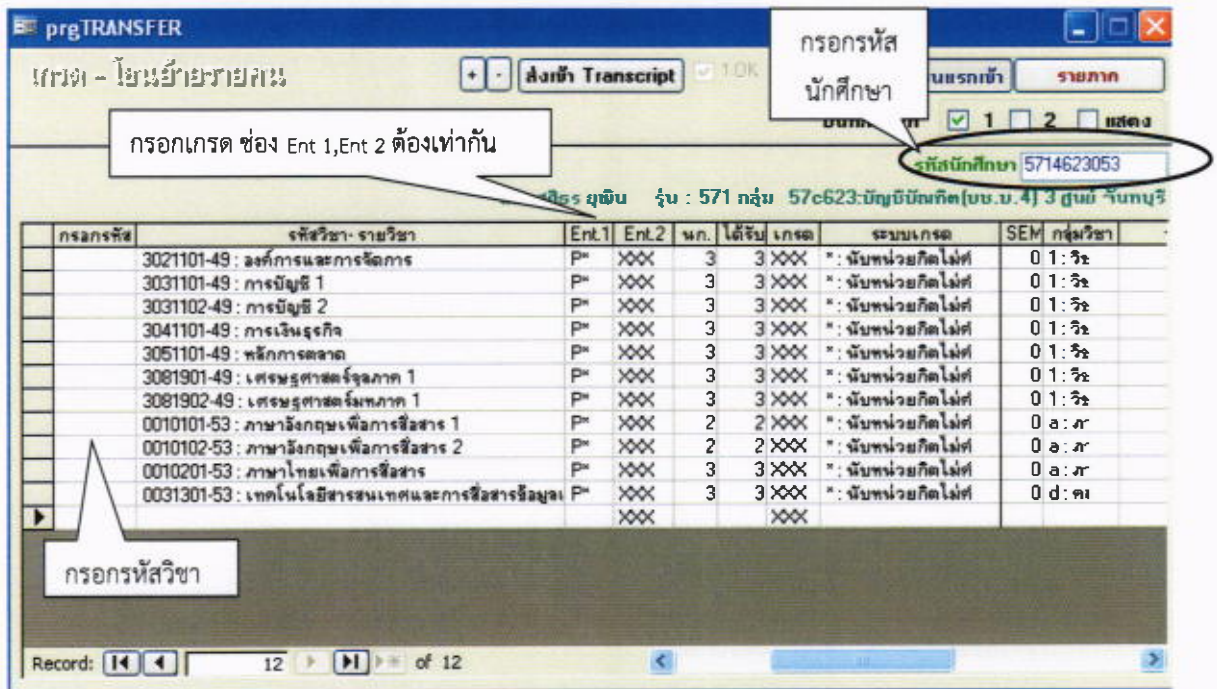 prgTRANSFER
เกรด - โอนย้ายรายคน
+ - ส่งเข้า Transcript 1.OK รายภาค
กรอกรหัส
นักศึกษา
1 2 แสดง
กรอกเกรด ช่อง Ent 1,Ent 2 ต้องเท่ากัน
รหัสนักศึกษา 5714623053
รุ่น : 571 กลุ่ม 57c623:บัญชีบัณฑิต(บช.บ.4) 3 ศูนย์ จันทบุรี
กรอกรหัส รหัสวิชา- รายวิชา Ent.1 Ent.2 นก. ได้รับ เกรด ระบบเกรด SEM กลุ่มวิชา
3021101-49 : องค์การและการจัดการ P* XXX 3 3 XXX * : นับหน่วยกิตไม่ค่ 0 1 : วิช
3031101-49 : การบัญชี 1 P* XXX 3 3 XXX * : นับหน่วยกิตไม่ค่ 0 1 : วิช
3031102-49 : การบัญชี 2 P* XXX 3 3 XXX * : นับหน่วยกิตไม่ค่ 0 1 : วิช
3041101-49 : การเงินธุรกิจ P* XXX 3 3 XXX * : นับหน่วยกิตไม่ค่ 0 1 : วิช
3051101-49 : หลักการตลาด P* XXX 3 3 XXX * : นับหน่วยกิตไม่ค่ 0 1 : วิช
3081901-49 : เศรษฐศาสตร์จุลภาค 1 P* XXX 3 3 XXX * : นับหน่วยกิตไม่ค่ 0 1 : วิช
3081902-49 : เศรษฐศาสตร์มหภาค 1 P* XXX 3 3 XXX * : นับหน่วยกิตไม่ค่ 0 1 : วิช
0010101-53 : ภาษาอังกฤษเพื่อการสื่อสาร 1 P* XXX 2 2 XXX * : นับหน่วยกิตไม่ค่ 0 a : ภ
0010102-53 : ภาษาอังกฤษเพื่อการสื่อสาร 2 P* XXX 2 2 XXX * : นับหน่วยกิตไม่ค่ 0 a : ภ
0010201-53 : ภาษาไทยเพื่อการสื่อสาร P* XXX 3 3 XXX * : นับหน่วยกิตไม่ค่ 0 a : ภ
0031301-53 : เทคโนโลยีสารสนเทศและการสื่อสารข้อมูล P* XXX 3 3 XXX * : นับหน่วยกิตไม่ค่ 0 d : คเ
XXX XXX
กรอกรหัสวิชา
Record: 12 of 12